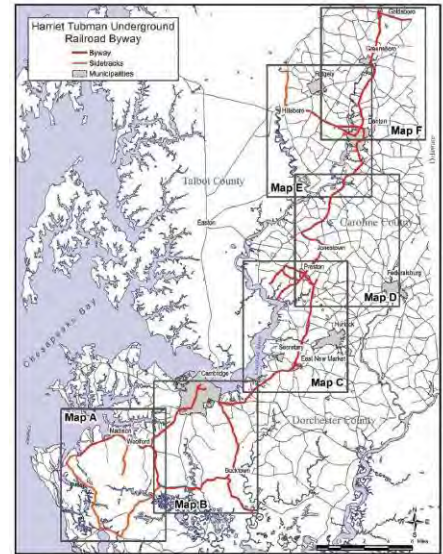 Harriet Tubman Underground
Railroad Byway
Byway
Sidetracks
Municipalities
Goldsboro
Greensboro
Ridgely
Hillsboro
Denton
Map F
Map E
Talbot County
Delaware
Easton
Caroline County
Jonestown
Preston
Federalsburg
Map D
Chesapeake Bay
Hurlock
Secretary
East New Market
Map C
Cambridge
Dorchester County
Map A
Madison
Woolford
Bucktown
Map B